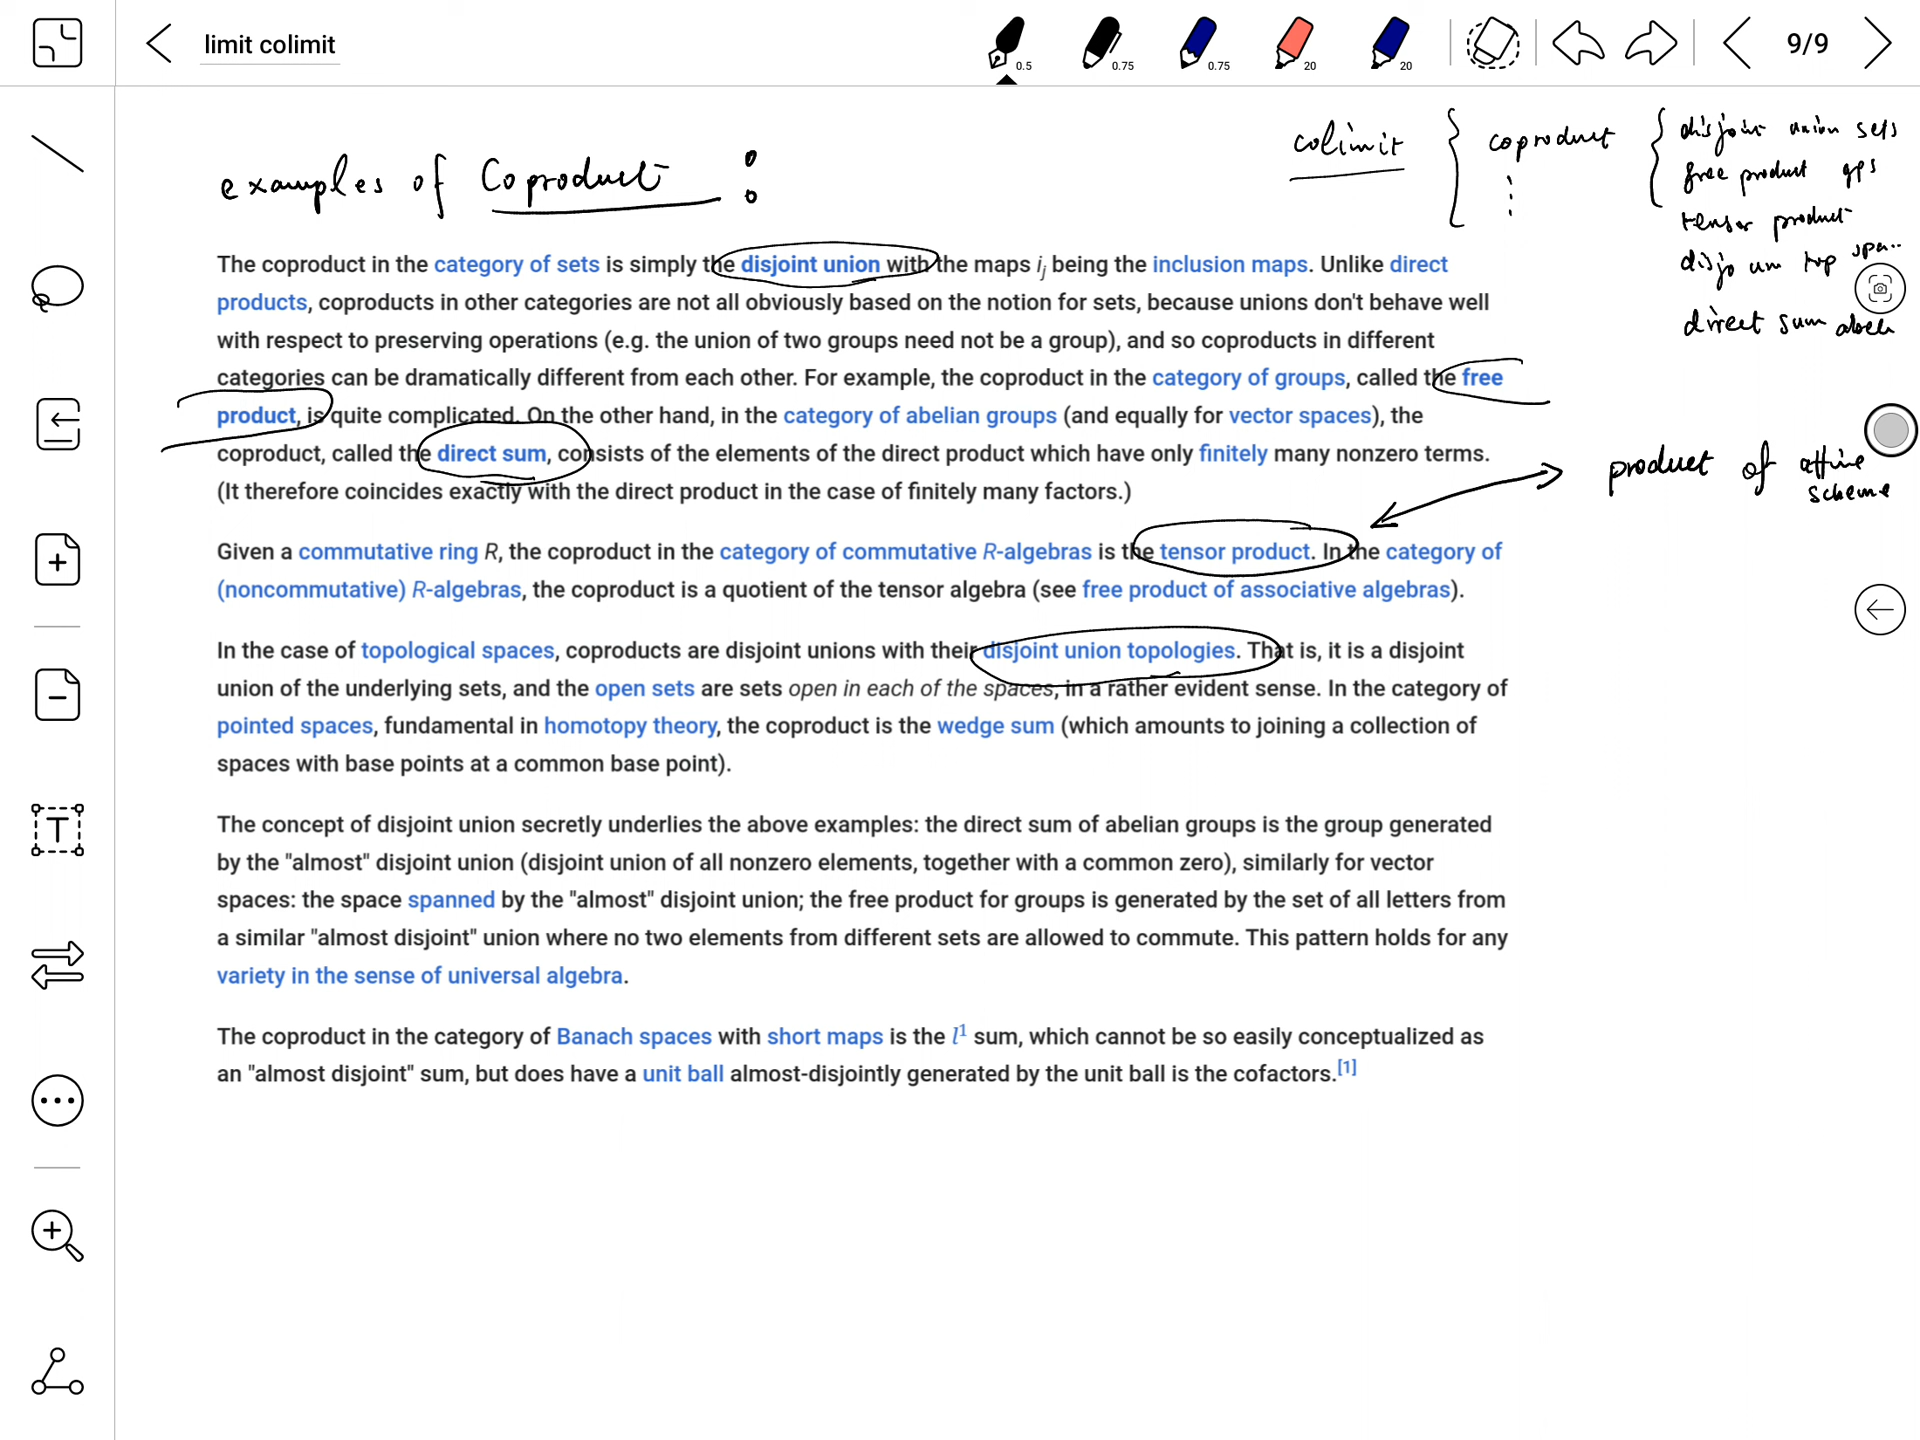 limit colimit
0.5
0.75
0.75
20
20
9/9
examples of Coproduct :
colimit { coproduct { disjoint union sets
free product gps
tensor product
disjo um top spa..
direct sum abeli
The coproduct in the category of sets is simply the disjoint union with the maps ij being the inclusion maps. Unlike direct
products, coproducts in other categories are not all obviously based on the notion for sets, because unions don't behave well
with respect to preserving operations (e.g. the union of two groups need not be a group), and so coproducts in different
categories can be dramatically different from each other. For example, the coproduct in the category of groups, called the free
product, is quite complicated. On the other hand, in the category of abelian groups (and equally for vector spaces), the
coproduct, called the direct sum, consists of the elements of the direct product which have only finitely many nonzero terms.
(It therefore coincides exactly with the direct product in the case of finitely many factors.)
product of affine
scheme
Given a commutative ring R, the coproduct in the category of commutative R-algebras is the tensor product. In the category of
(noncommutative) R-algebras, the coproduct is a quotient of the tensor algebra (see free product of associative algebras).
In the case of topological spaces, coproducts are disjoint unions with their disjoint union topologies. That is, it is a disjoint
union of the underlying sets, and the open sets are sets open in each of the spaces, in a rather evident sense. In the category of
pointed spaces, fundamental in homotopy theory, the coproduct is the wedge sum (which amounts to joining a collection of
spaces with base points at a common base point).
The concept of disjoint union secretly underlies the above examples: the direct sum of abelian groups is the group generated
by the "almost" disjoint union (disjoint union of all nonzero elements, together with a common zero), similarly for vector
spaces: the space spanned by the "almost" disjoint union; the free product for groups is generated by the set of all letters from
a similar "almost disjoint" union where no two elements from different sets are allowed to commute. This pattern holds for any
variety in the sense of universal algebra.
The coproduct in the category of Banach spaces with short maps is the l¹ sum, which cannot be so easily conceptualized as
an "almost disjoint" sum, but does have a unit ball almost-disjointly generated by the unit ball is the cofactors.[1]
T